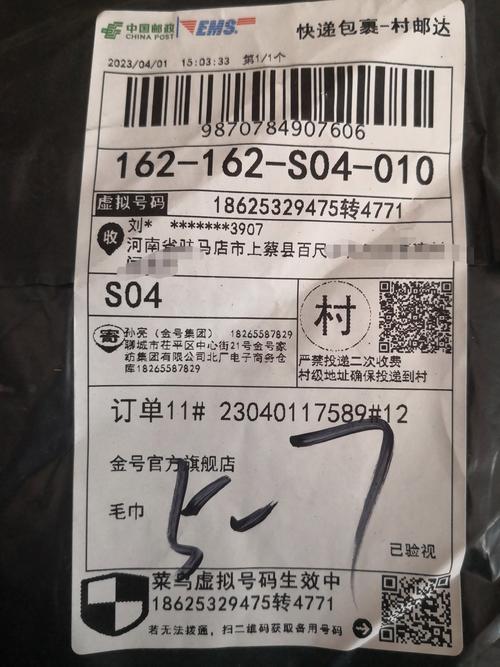 中国邮政
CHINA POST
EMS
快递包裹-村邮达
2023/04/01 15:03:33 第1/1个
9870784907606
162-162-S04-010
虚拟号码 18625329475转4771
收 刘* *******3907
河南省驻马店市上蔡县百尺
S04
村
寄 孙亮（金号集团） 18265587829
聊城市茌平区中心街21号金号家
纺集团有限公司北厂电子商务仓
库18265587829
严禁投递二次收费
村级地址确保投递到村
订单11# 23040117589#12
金号官方旗舰店
毛巾
5-7
已验视
菜鸟虚拟号码生效中
18625329475转4771
若无法拨通，扫二维码获取备用号码